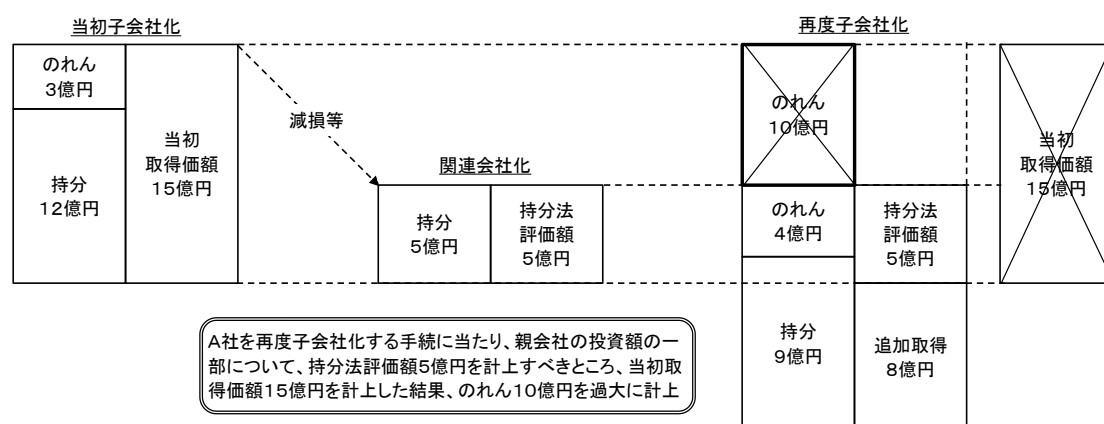 当初子会社化
のれん
3億円
持分
12億円
当初
取得価額
15億円
減損等
関連会社化
持分
5億円
持分法
評価額
5億円
再度子会社化
のれん
10億円
のれん
4億円
持分
9億円
持分法
評価額
5億円
追加取得
8億円
当初
取得価額
15億円
A社を再度子会社化する手続に当たり、親会社の投資額の一
部について、持分法評価額5億円を計上すべきところ、当初取
得価額15億円を計上した結果、のれん10億円を過大に計上